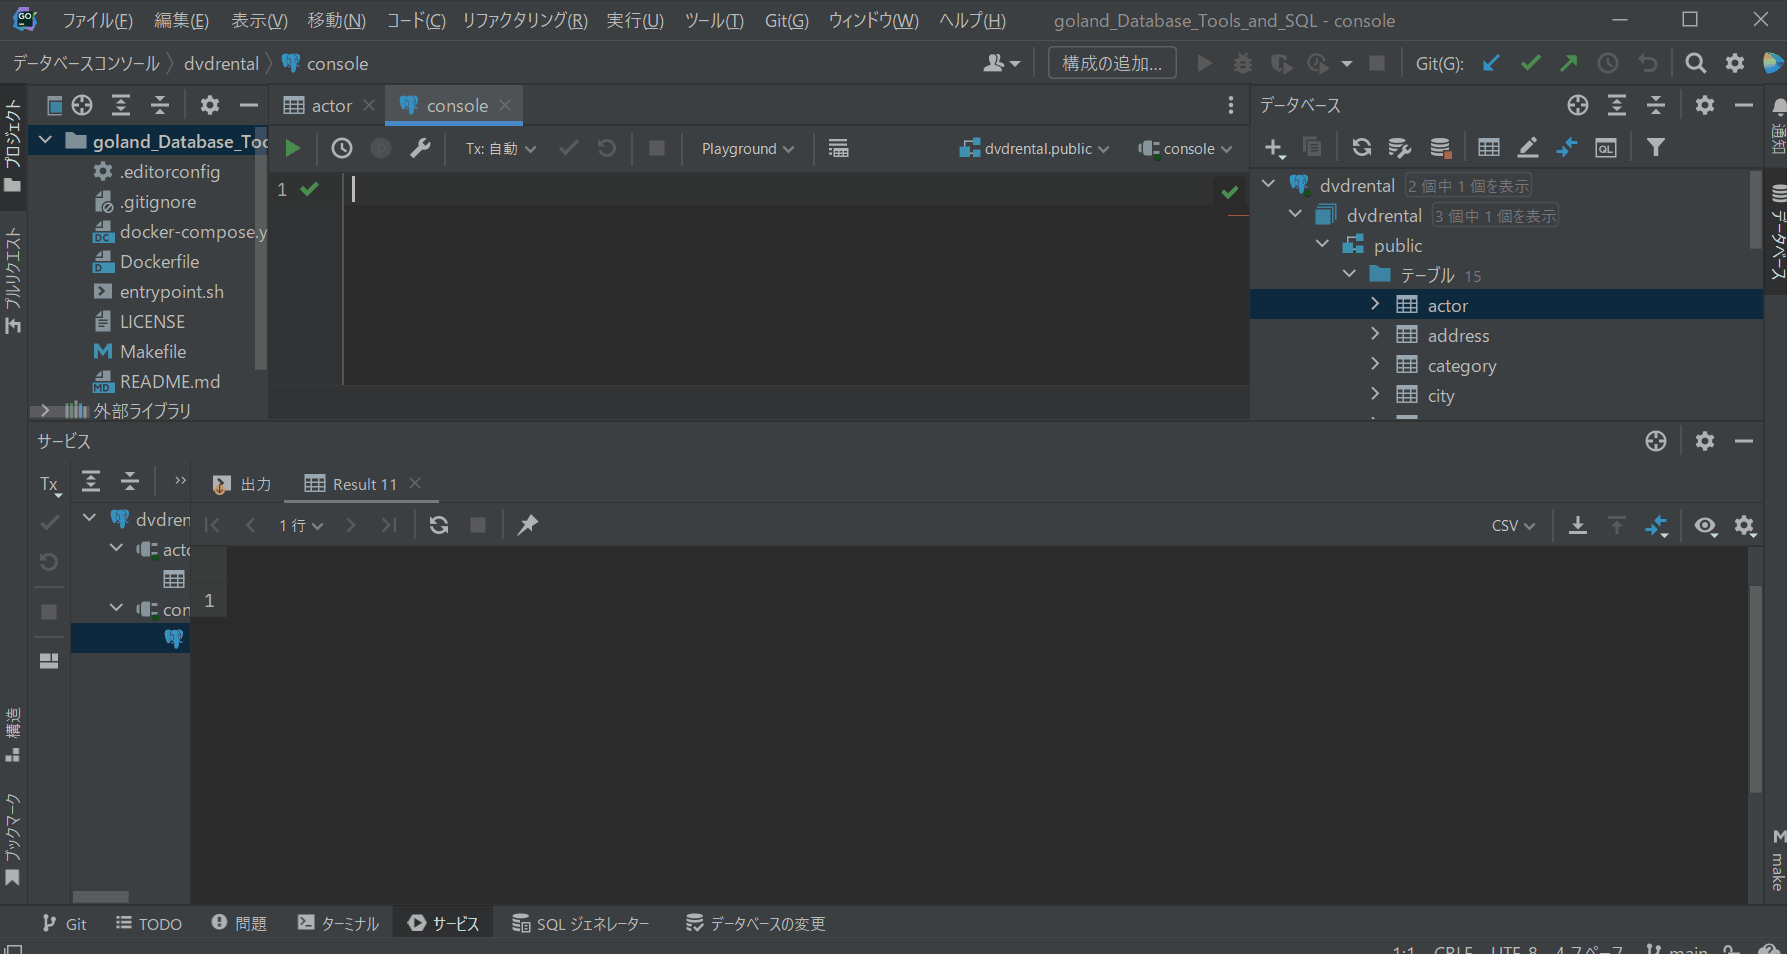 GO ファイル(F) 編集(E) 表示(V) 移動(N) コード(C) リファクタリング(R) 実行(U) ツール(T) Git(G) ウィンドウ(W) ヘルプ(H) goland_Database_Tools_and_SQL - console
データベースコンソール dvdrental console 構成の追加... Git(G):
プロジェクト
プルリクエスト
構造
ブックマーク
goland_Database_Too
.editorconfig
.gitignore
DC docker-compose.y
D Dockerfile
entrypoint.sh
LICENSE
M Makefile
MD README.md
外部ライブラリ
actor console
Tx: 自動 Playground dvdrental.public console
1
データベース
QL
dvdrental 2 個中 1 個を表示
dvdrental 3 個中 1 個を表示
public
テーブル 15
actor
address
category
city
通知
データベース
M make
サービス
Tx
dvdren
acto
con
出力 Result 11
1 行 CSV
1
Git TODO 問題 ターミナル サービス SQL ジェネレーター データベースの変更
1:1 CRLF UTF-8 4 スペース main